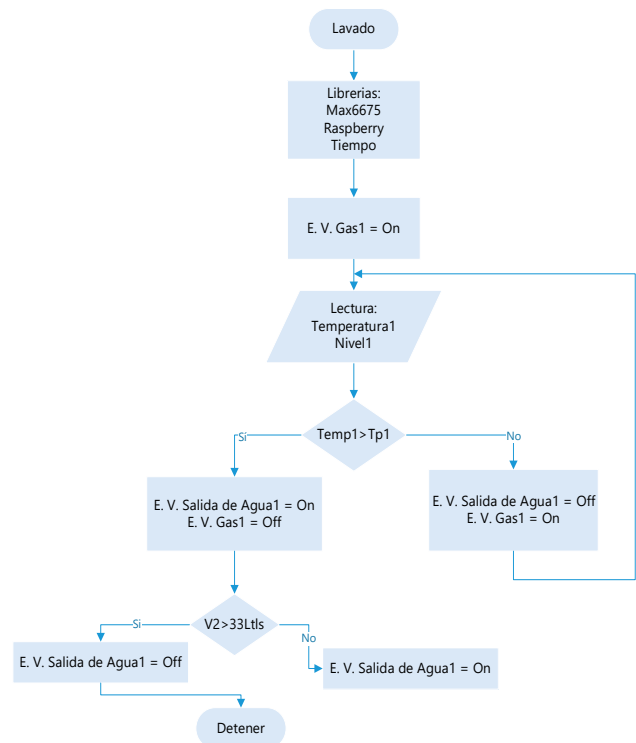 Lavado
Librerias:
Max6675
Raspberry
Tiempo
E. V. Gas1 = On
Lectura:
Temperatura1
Nivel1
Temp1>Tp1
Sí
No
E. V. Salida de Agua1 = On
E. V. Gas1 = Off
E. V. Salida de Agua1 = Off
E. V. Gas1 = On
V2>33Ltls
Si
No
E. V. Salida de Agua1 = Off
E. V. Salida de Agua1 = On
Detener